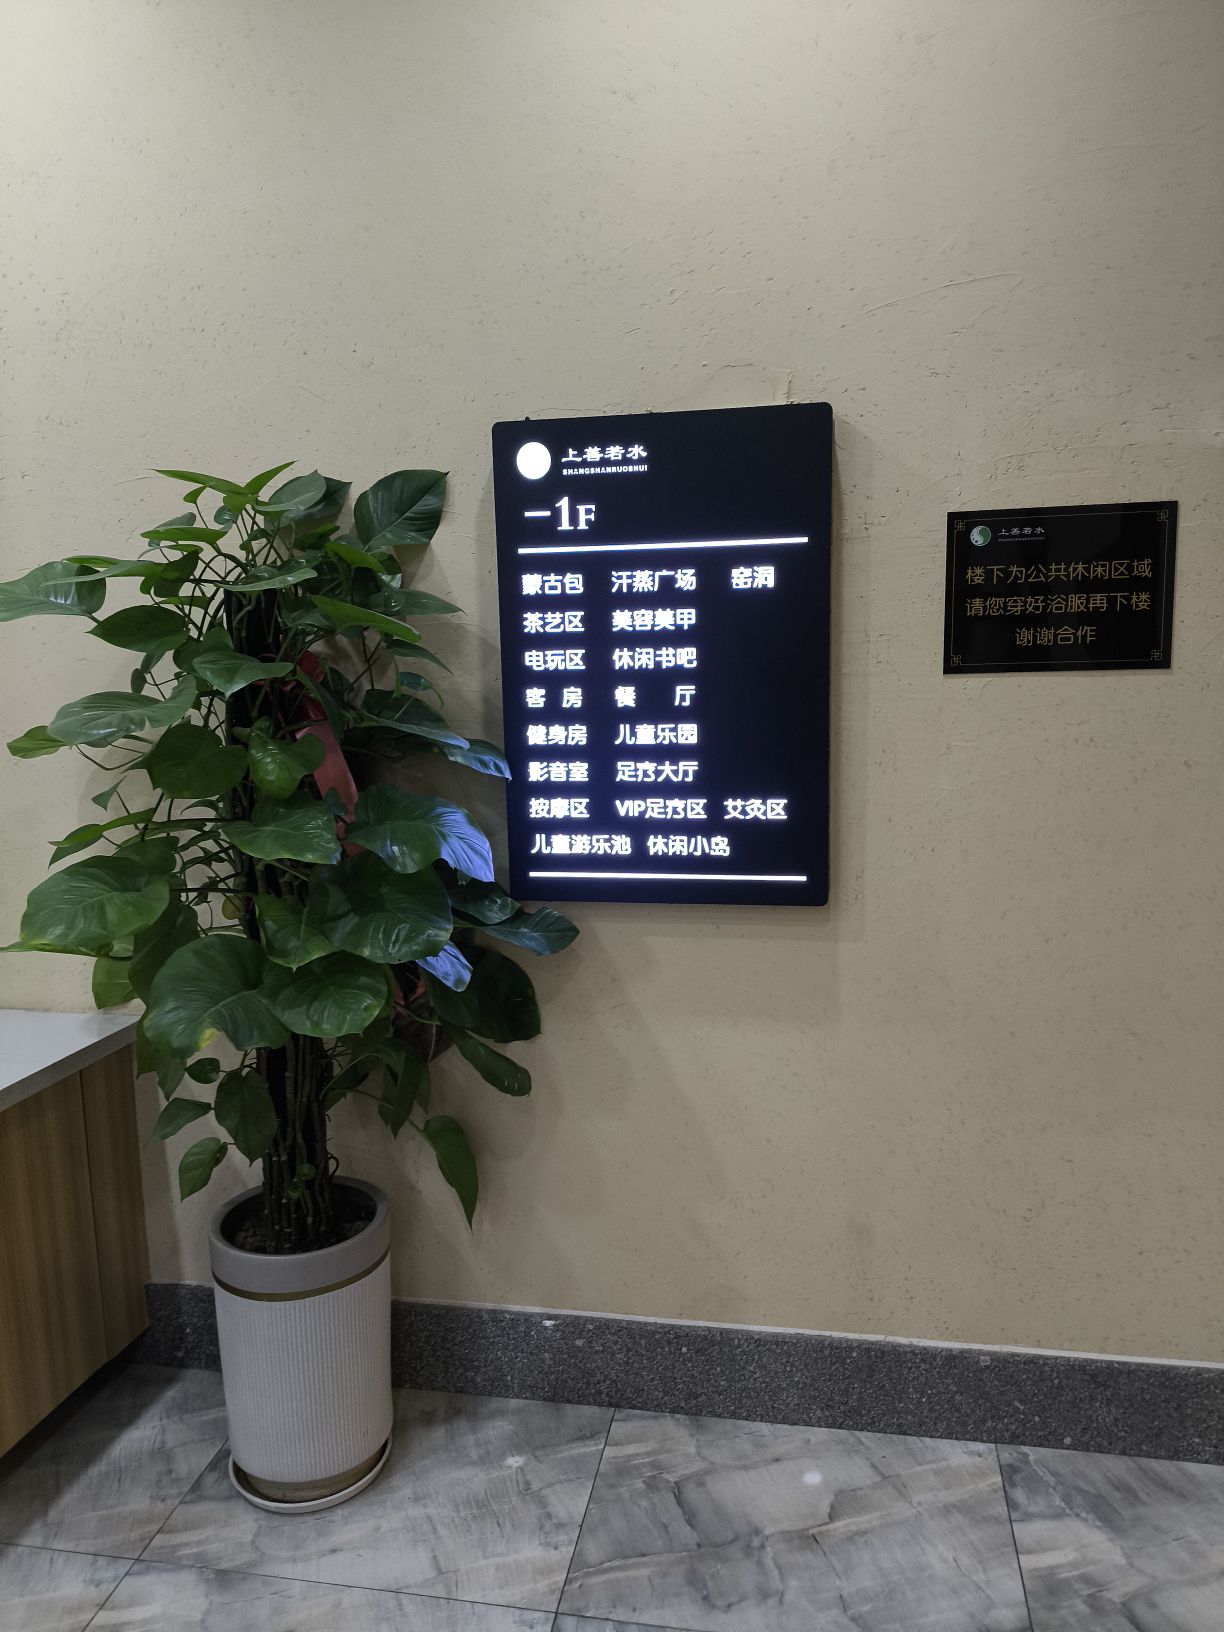 上善若水
SHANGSHANRUOSHUI
-1F
蒙古包 汗蒸广场 窑洞
茶艺区 美容美甲
电玩区 休闲书吧
客房 餐厅
健身房 儿童乐园
影音室 足疗大厅
按摩区 VIP足疗区 艾灸区
儿童游乐池 休闲小岛
上善若水
SHANGSHANRUOSHUI
楼下为公共休闲区域
请您穿好浴服再下楼
谢谢合作